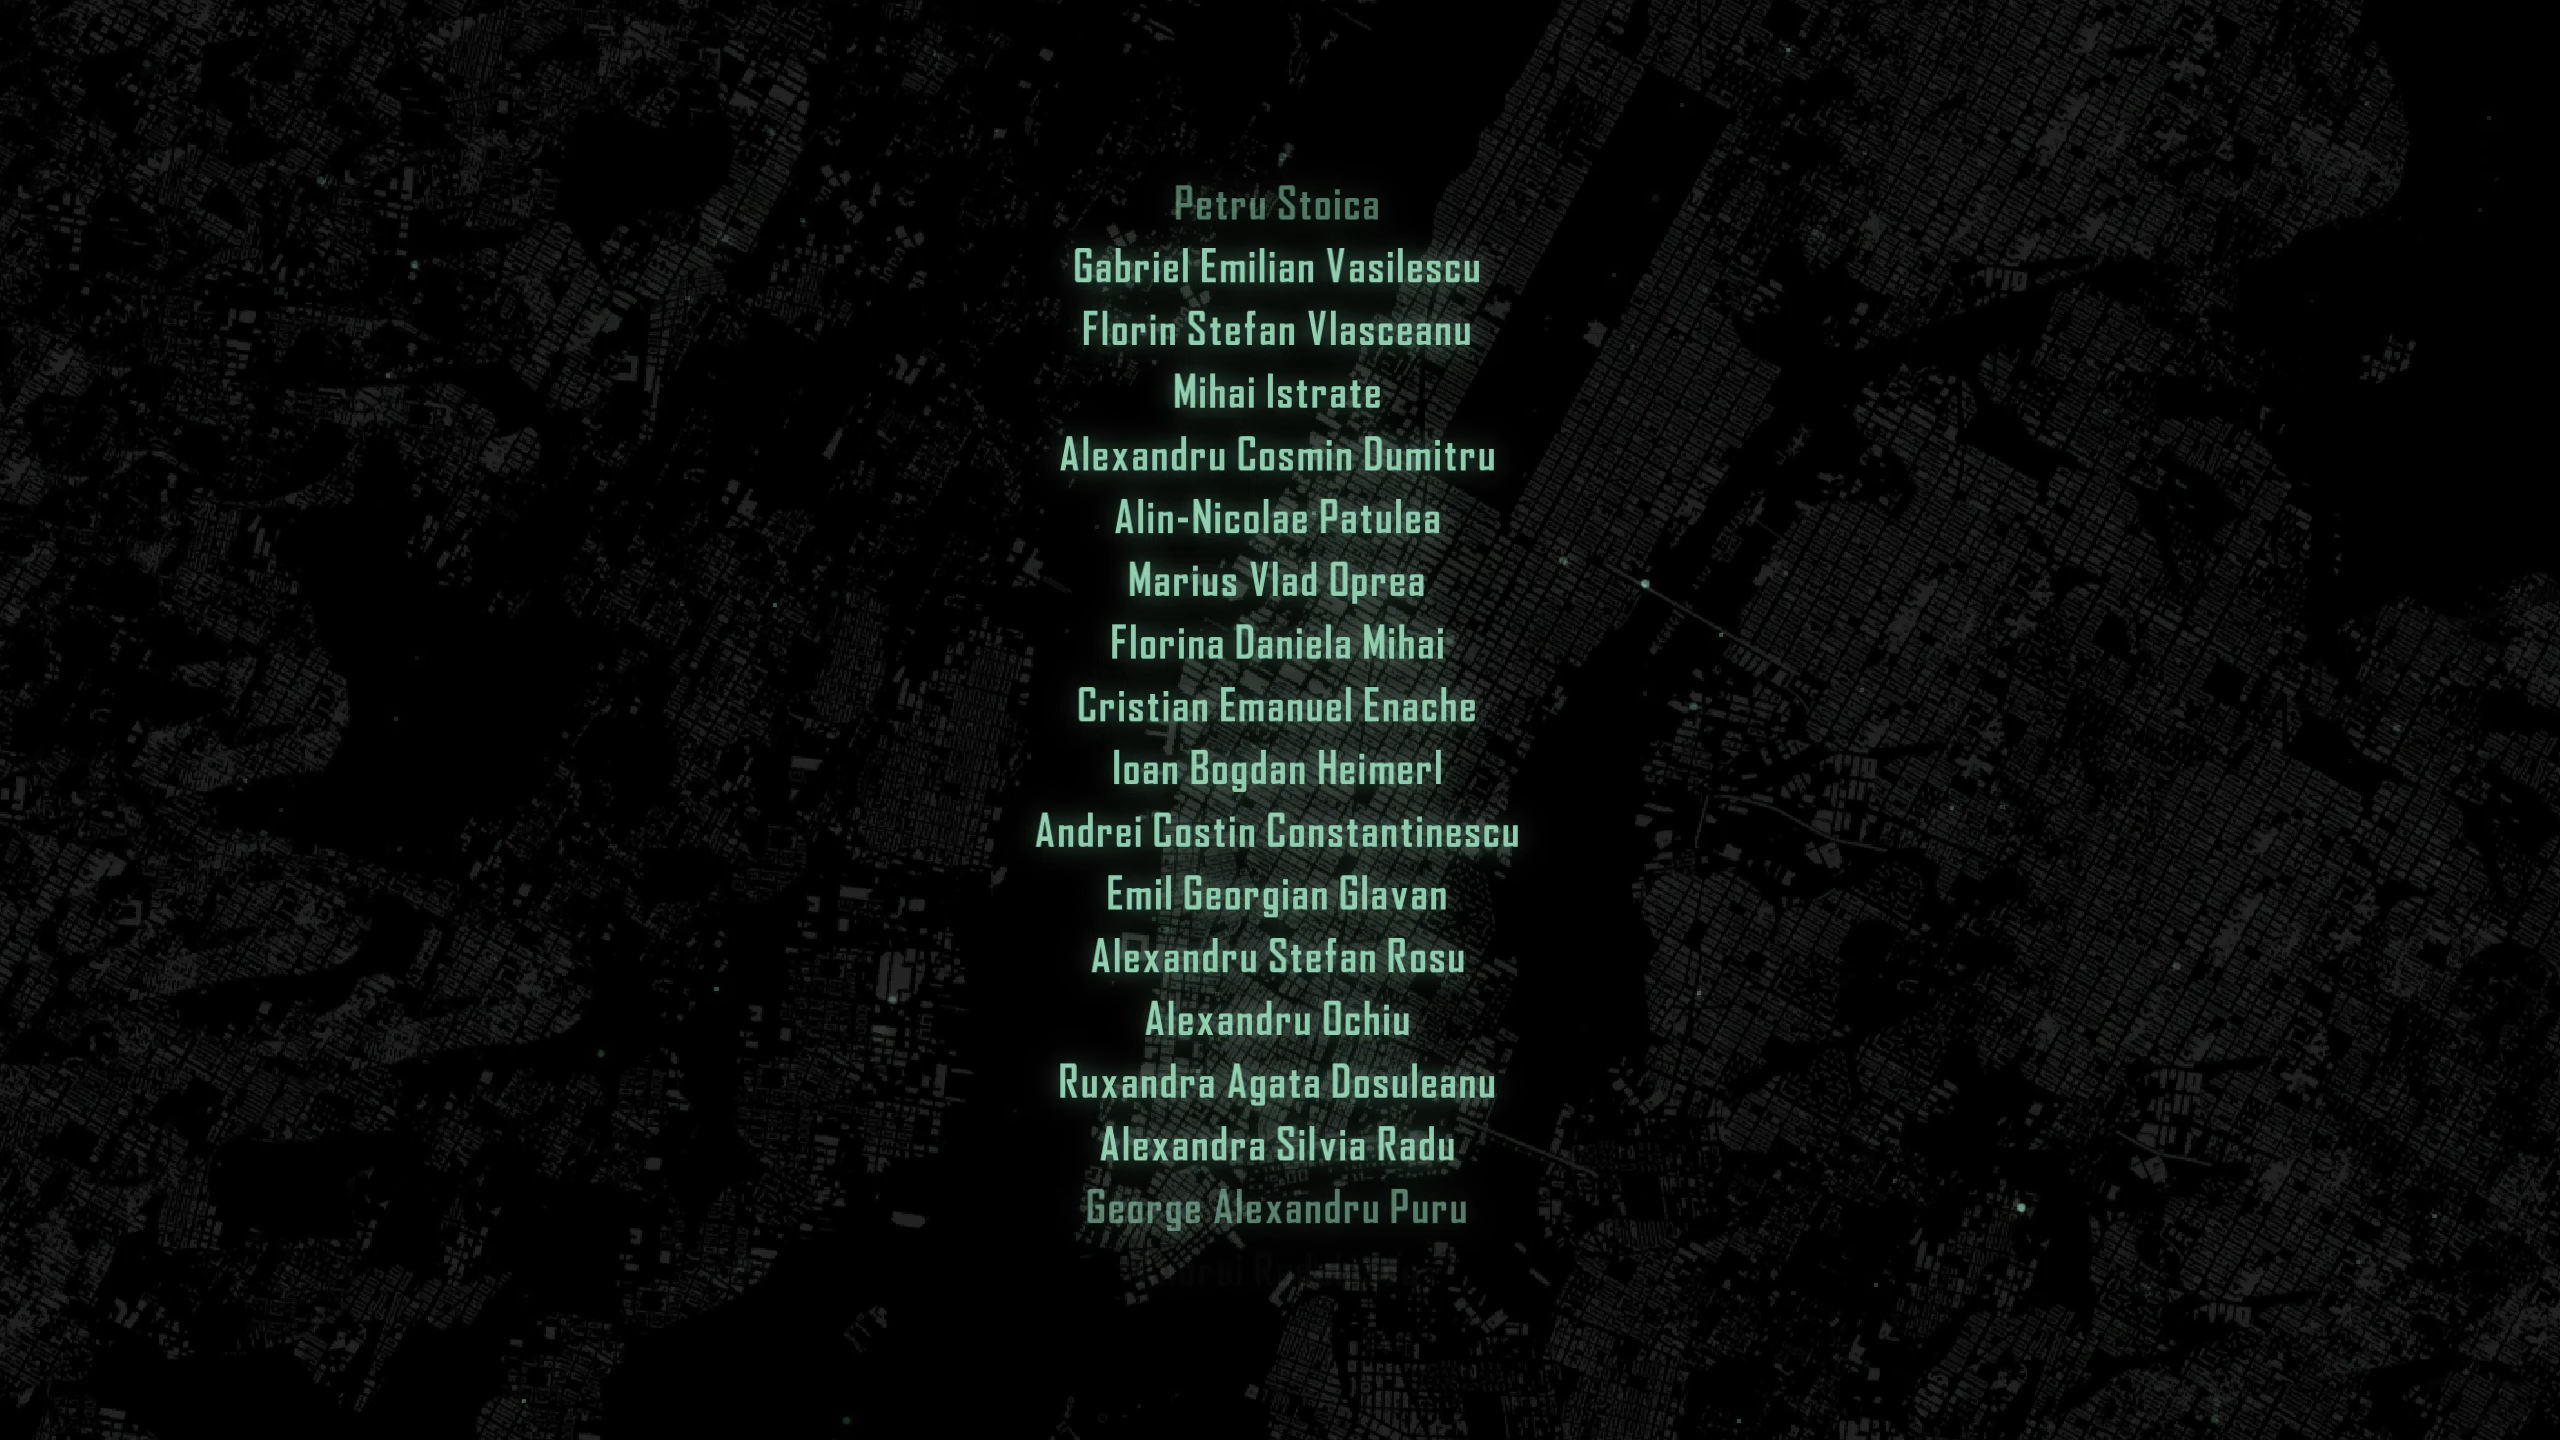 Petru Stoica
Gabriel Emilian Vasilescu
Florin Stefan Vlasceanu
Mihai Istrate
Alexandru Cosmin Dumitru
Alin-Nicolae Patulea
Marius Vlad Oprea
Florina Daniela Mihai
Cristian Emanuel Enache
Ioan Bogdan Heimerl
Andrei Costin Constantinescu
Emil Georgian Glavan
Alexandru Stefan Rosu
Alexandru Ochiu
Ruxandra Agata Dosuleanu
Alexandra Silvia Radu
George Alexandru Puru